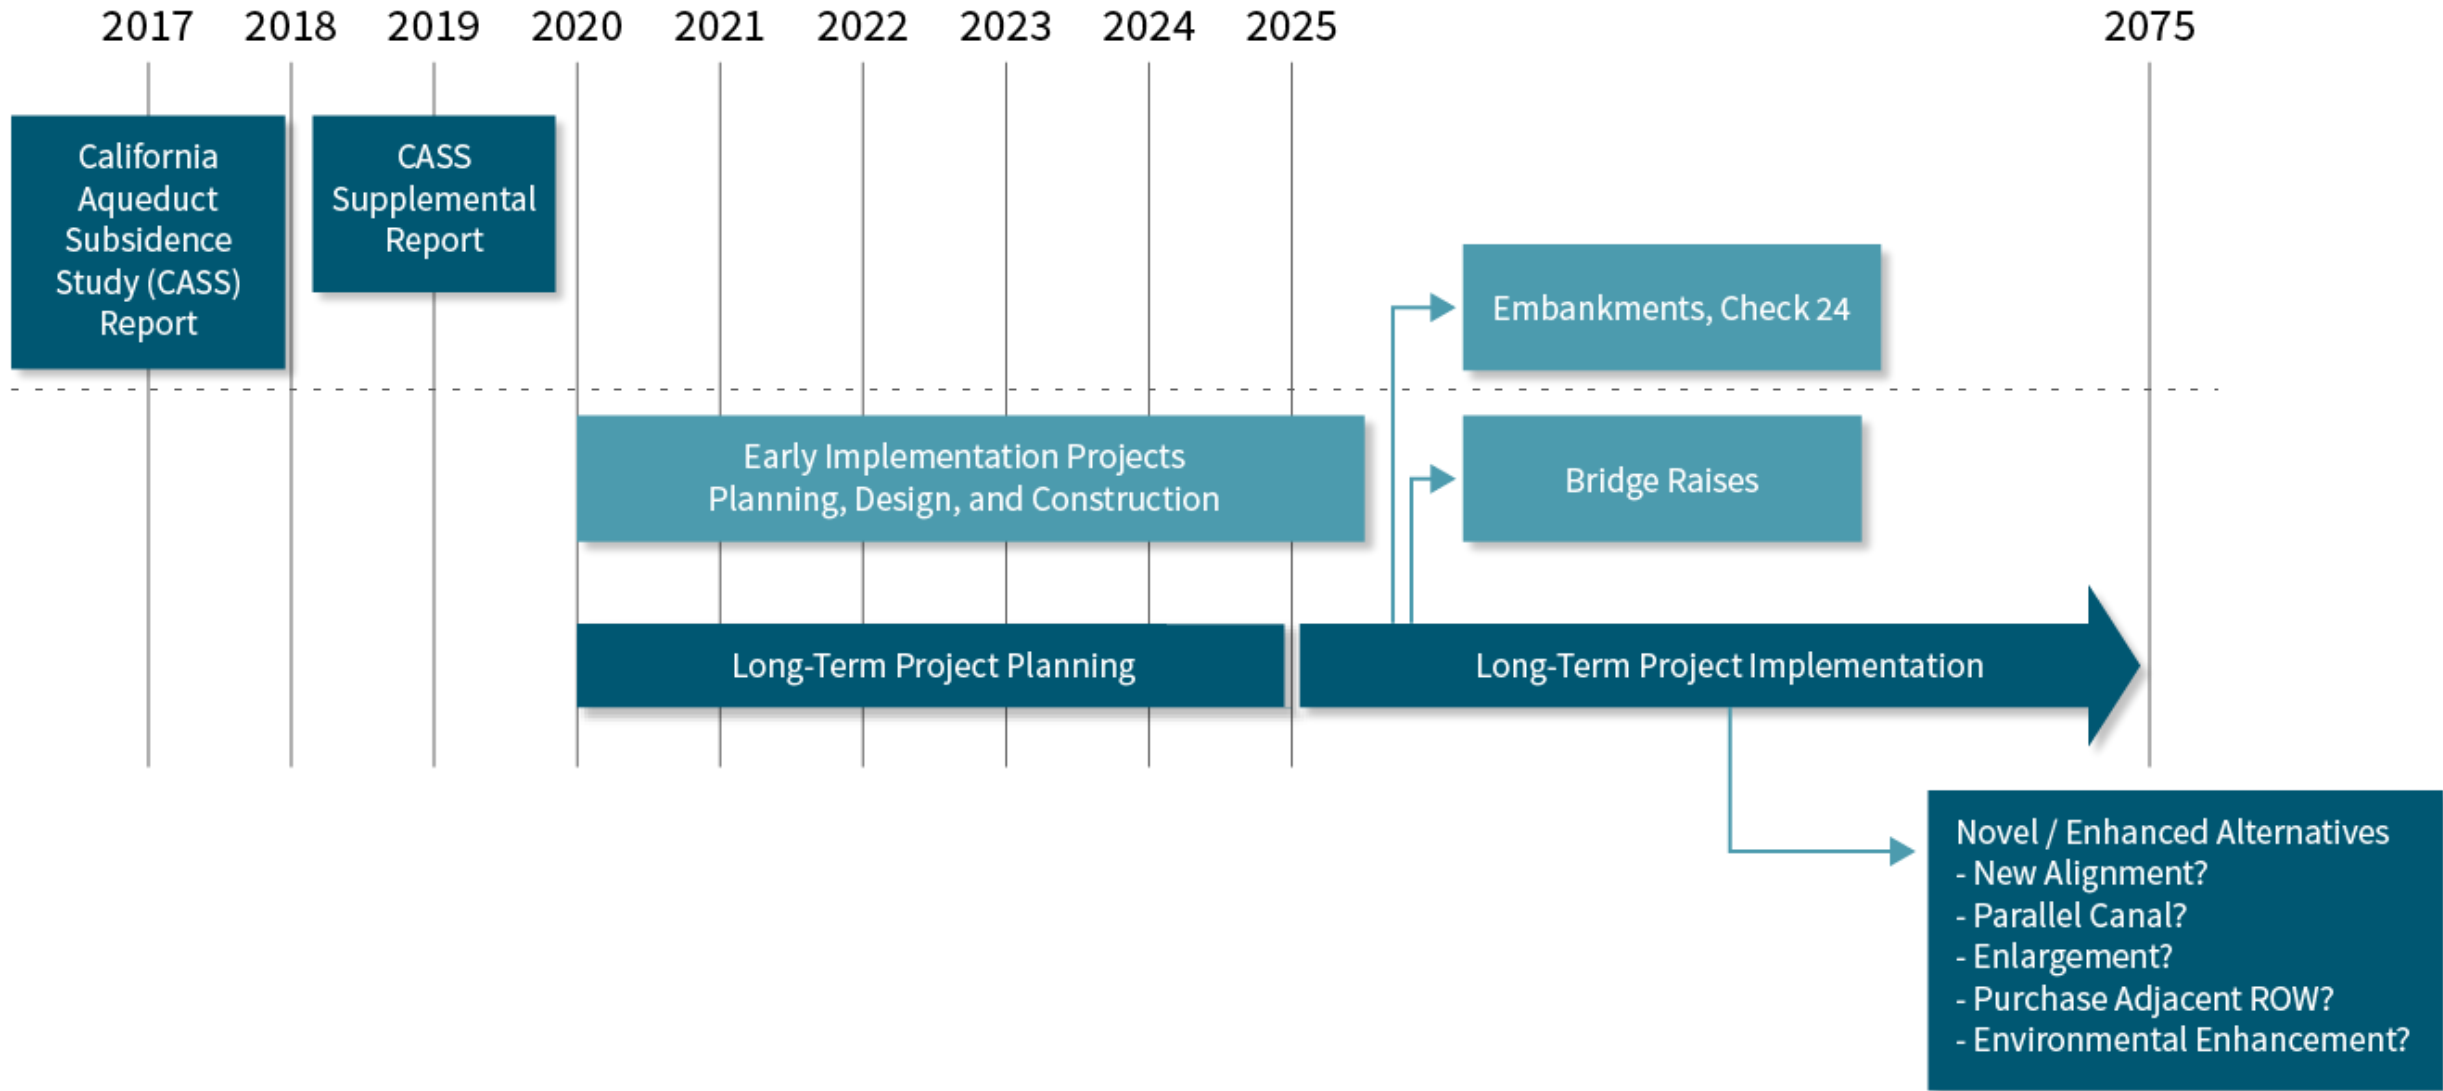 2017 2018 2019 2020 2021 2022 2023 2024 2025 2075
California
Aqueduct
Subsidence
Study (CASS)
Report
CASS
Supplemental
Report
Embankments, Check 24
Early Implementation Projects
Planning, Design, and Construction
Bridge Raises
Long-Term Project Planning
Long-Term Project Implementation
Novel / Enhanced Alternatives
- New Alignment?
- Parallel Canal?
- Enlargement?
- Purchase Adjacent ROW?
- Environmental Enhancement?